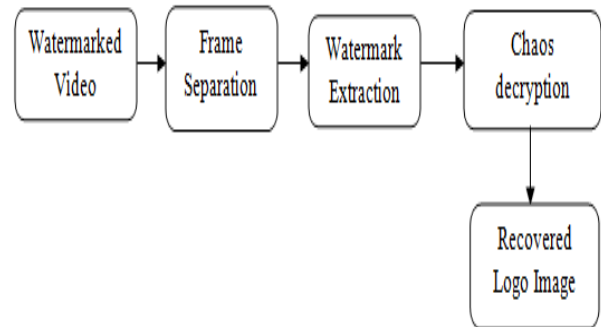 Watermarked
Video
Frame
Separation
Watermark
Extraction
Chaos
decryption
Recovered
Logo Image